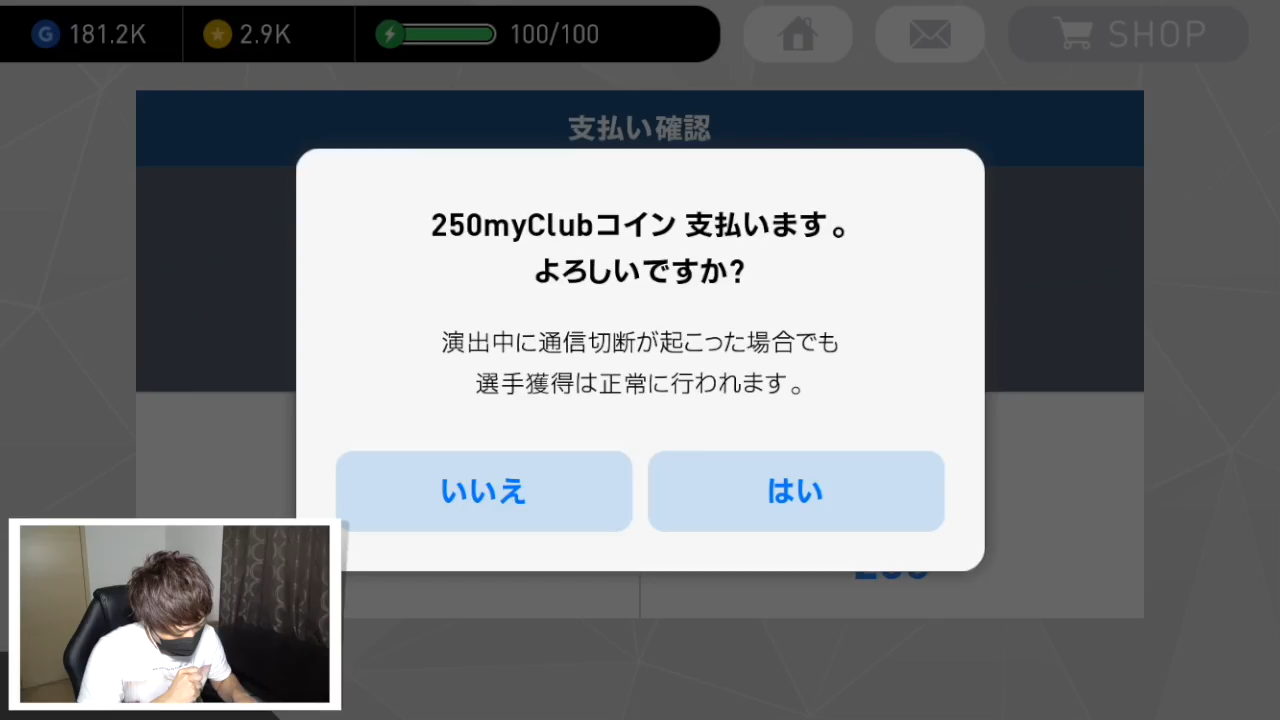 G 181.2K 2.9K 100/100 SHOP
支払い確認
250myClubコイン 支払います。
よろしいですか?
演出中に通信切断が起こった場合でも
選手獲得は正常に行われます。
いいえ はい